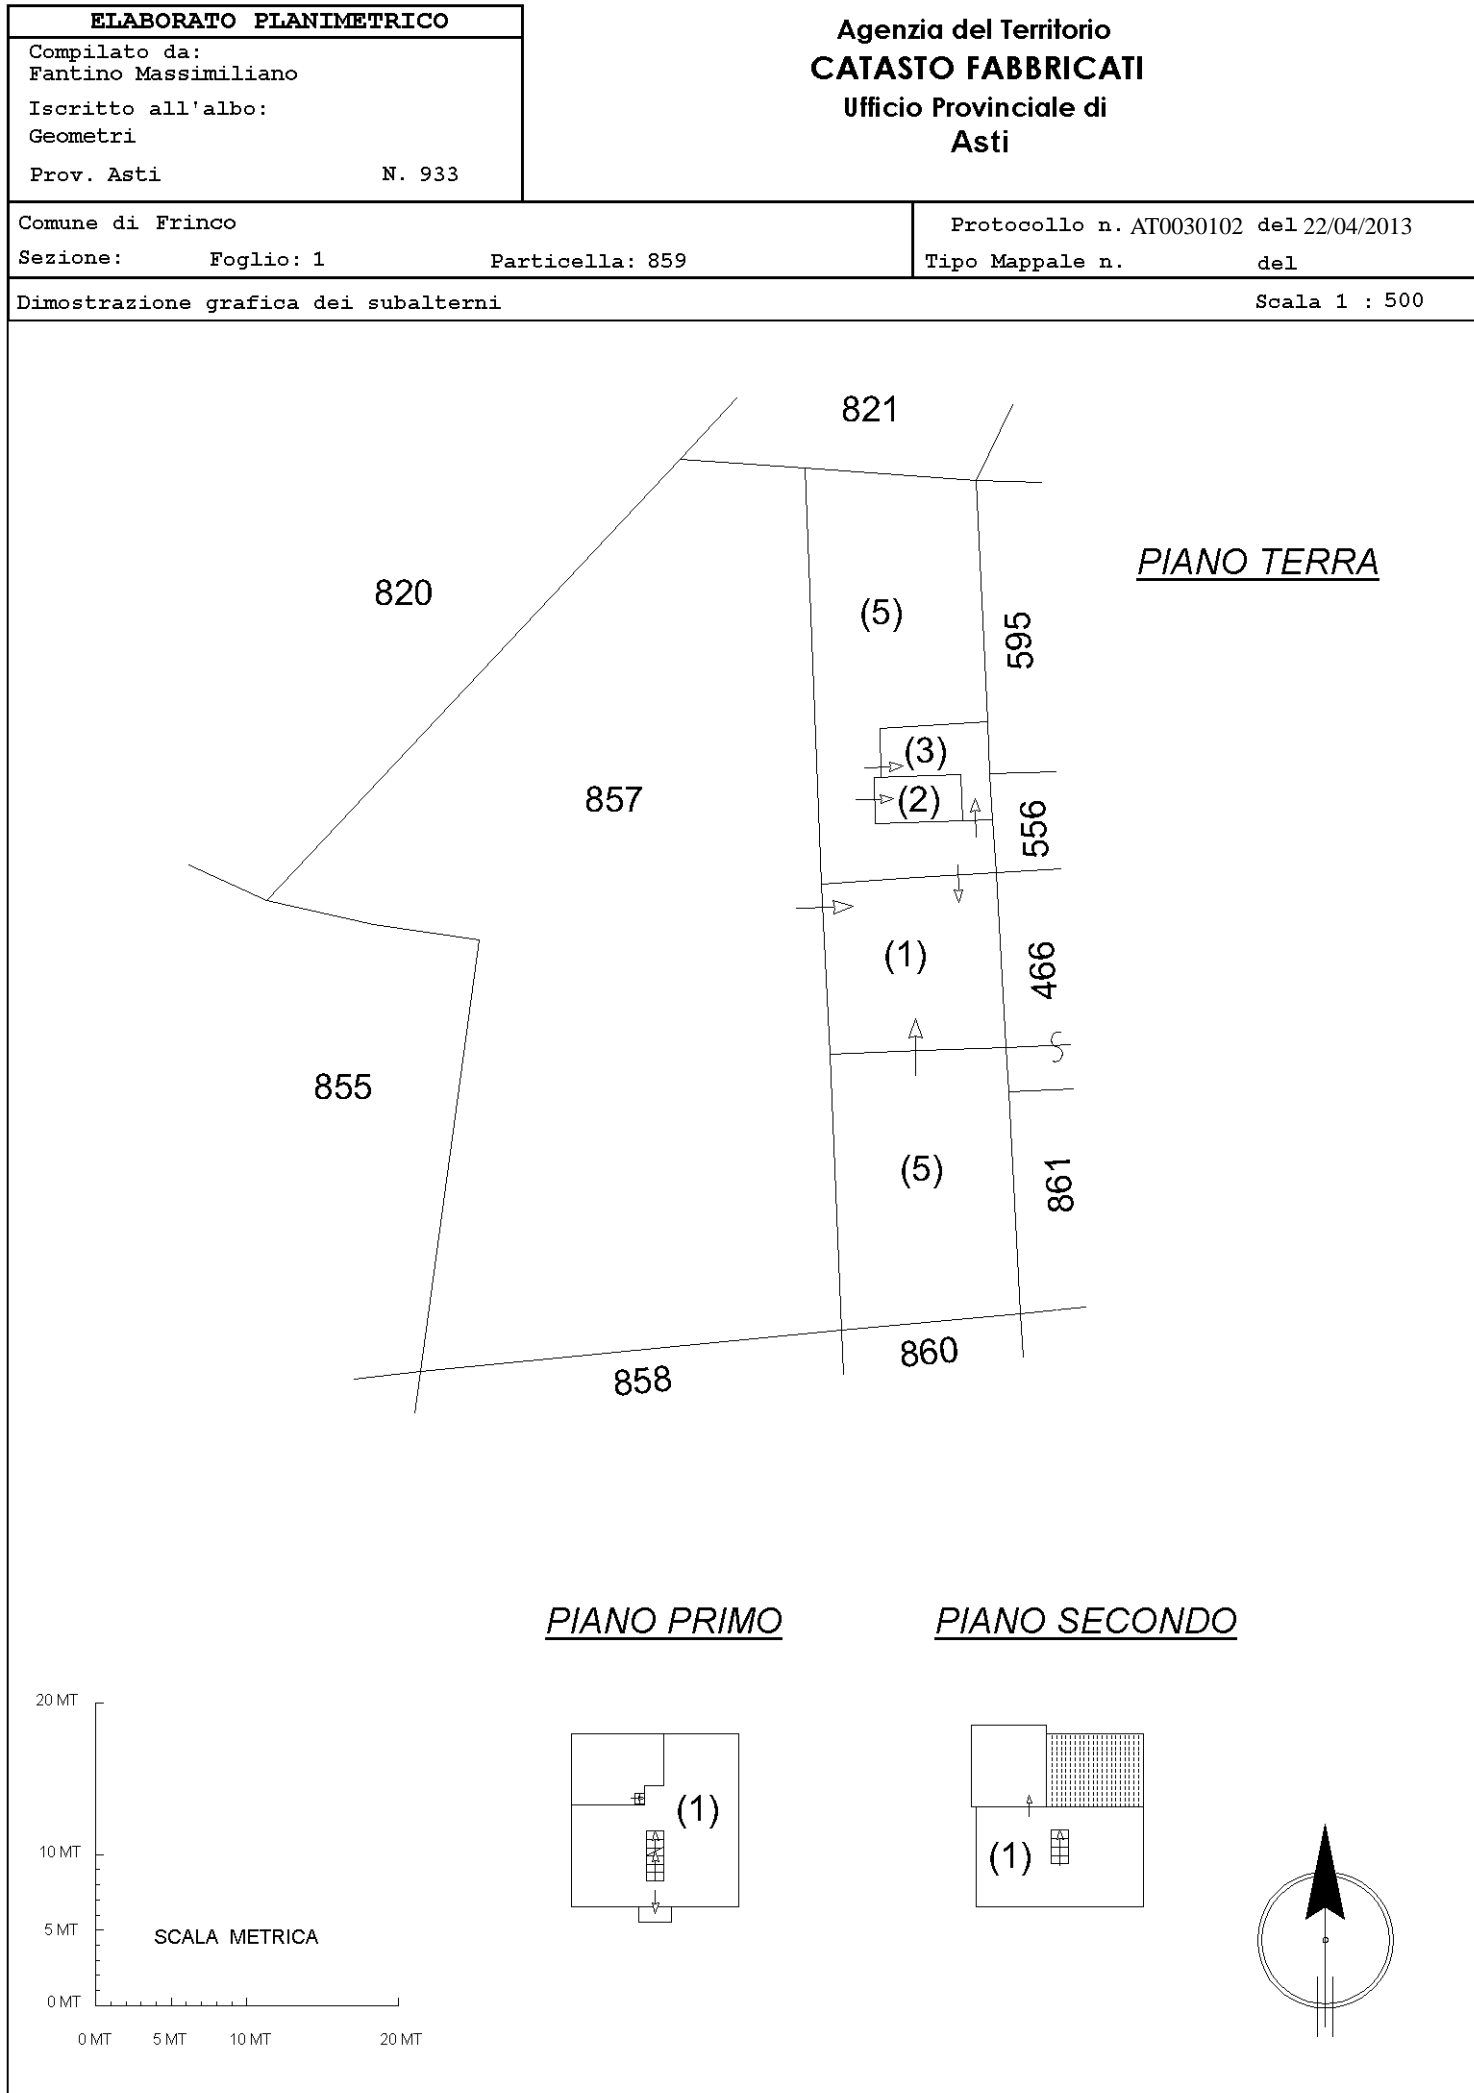 ELABORATO PLANIMETRICO
Compilato da:
Fantino Massimiliano
Iscritto all'albo:
Geometri
Prov. Asti N. 933
Agenzia del Territorio
CATASTO FABBRICATI
Ufficio Provinciale di
Asti
Comune di Frinco
Sezione: Foglio: 1 Particella: 859
Protocollo n. AT0030102 del 22/04/2013
Tipo Mappale n. del
Dimostrazione grafica dei subalterni Scala 1 : 500
821
PIANO TERRA
820
(5)
595
(3)
857
(2)
556
(1)
466
855
(5)
861
860
858
PIANO PRIMO
PIANO SECONDO
(1)
(1)
20 MT
10 MT
5 MT
SCALA METRICA
0 MT
0 MT 5 MT 10 MT 20 MT